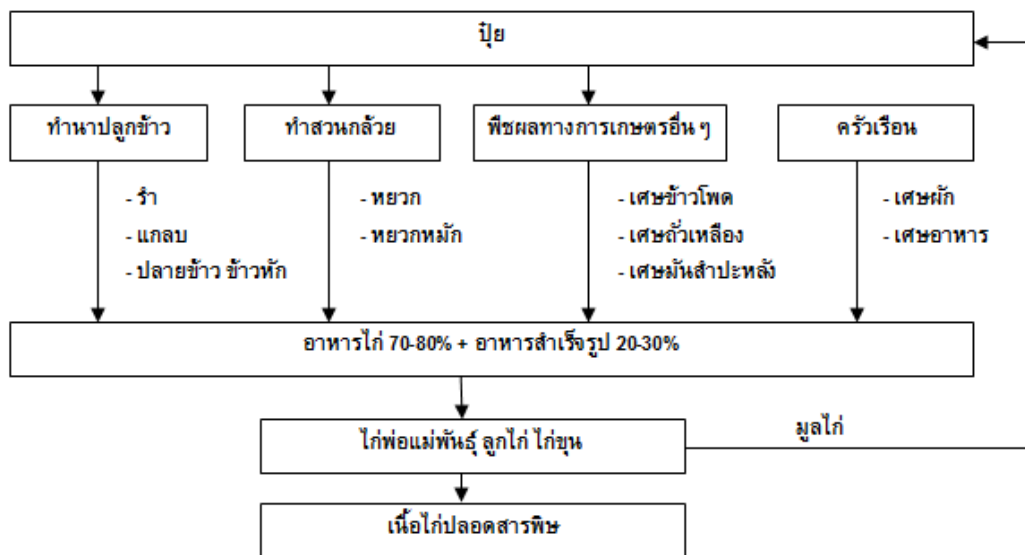 ปุ๋ย
ทำนาปลูกข้าว
ทำสวนกล้วย
พืชผลทางการเกษตรอื่น ๆ
ครัวเรือน
- รำ
- แกลบ
- ปลายข้าว ข้าวหัก
- หยวก
- หยวกหมัก
- เศษข้าวโพด
- เศษถั่วเหลือง
- เศษมันสำปะหลัง
- เศษผัก
- เศษอาหาร
อาหารไก่ 70-80% + อาหารสำเร็จรูป 20-30%
ไก่พ่อแม่พันธุ์ ลูกไก่ ไก่ขุน
มูลไก่
เนื้อไก่ปลอดสารพิษ